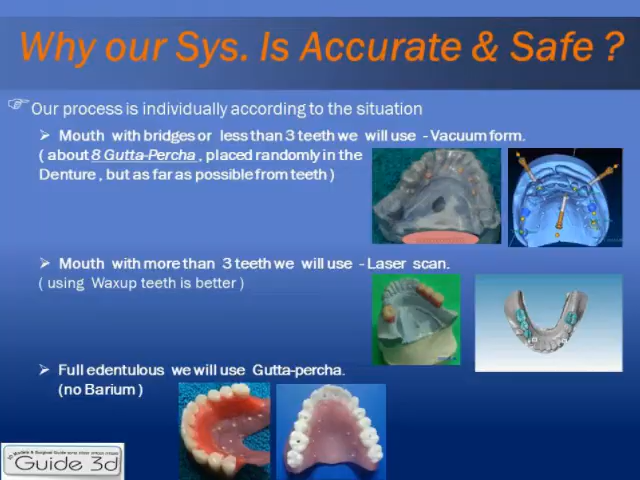 Why our Sys. Is Accurate & Safe ?
Our process is individually according to the situation
Mouth with bridges or less than 3 teeth we will use - Vacuum form.
( about 8 Gutta-Percha , placed randomly in the
Denture , but as far as possible from teeth )
Mouth with more than 3 teeth we will use - Laser scan.
( using Waxup teeth is better )
Full edentulous we will use Gutta-percha.
(no Barium )
Guide 3d